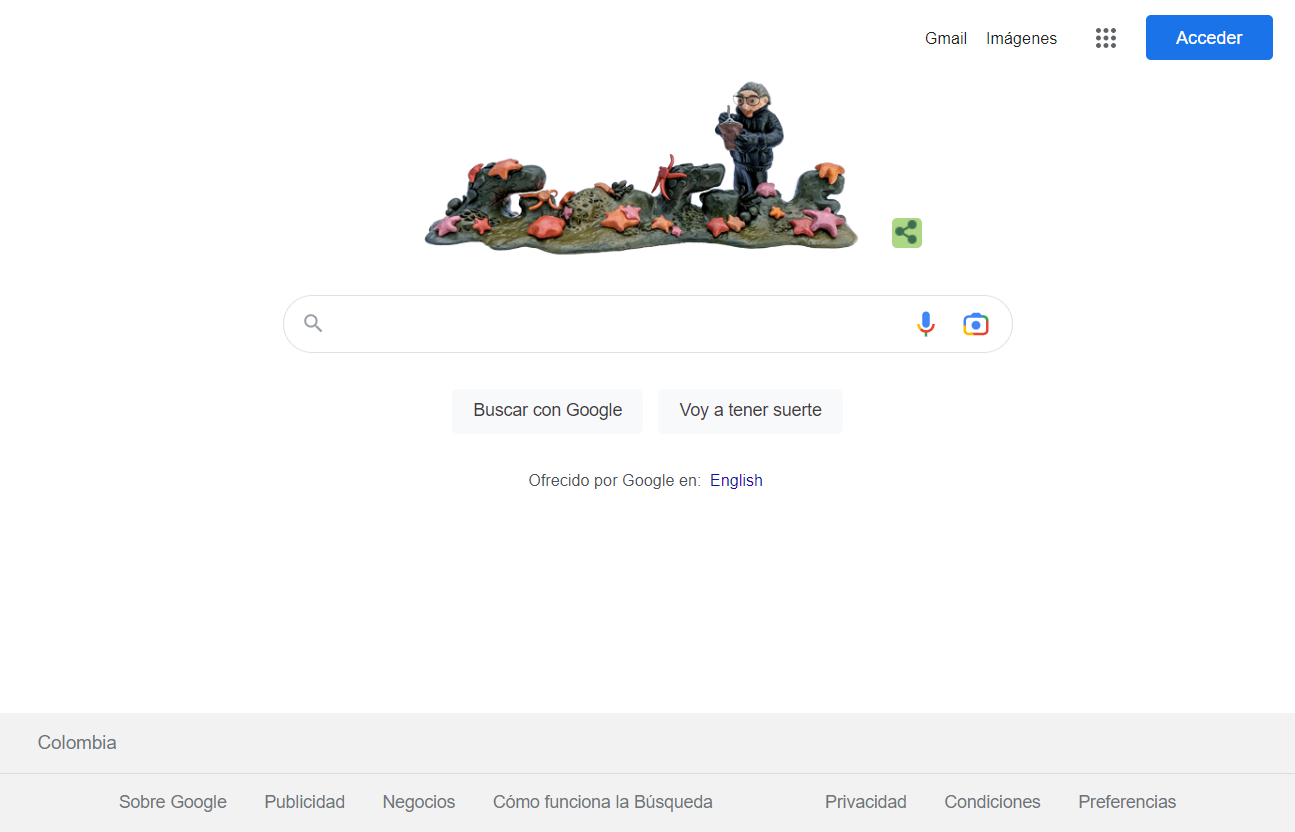 Gmail Imágenes Acceder
Buscar con Google Voy a tener suerte
Ofrecido por Google en: English
Colombia
Sobre Google Publicidad Negocios Cómo funciona la Búsqueda Privacidad Condiciones Preferencias